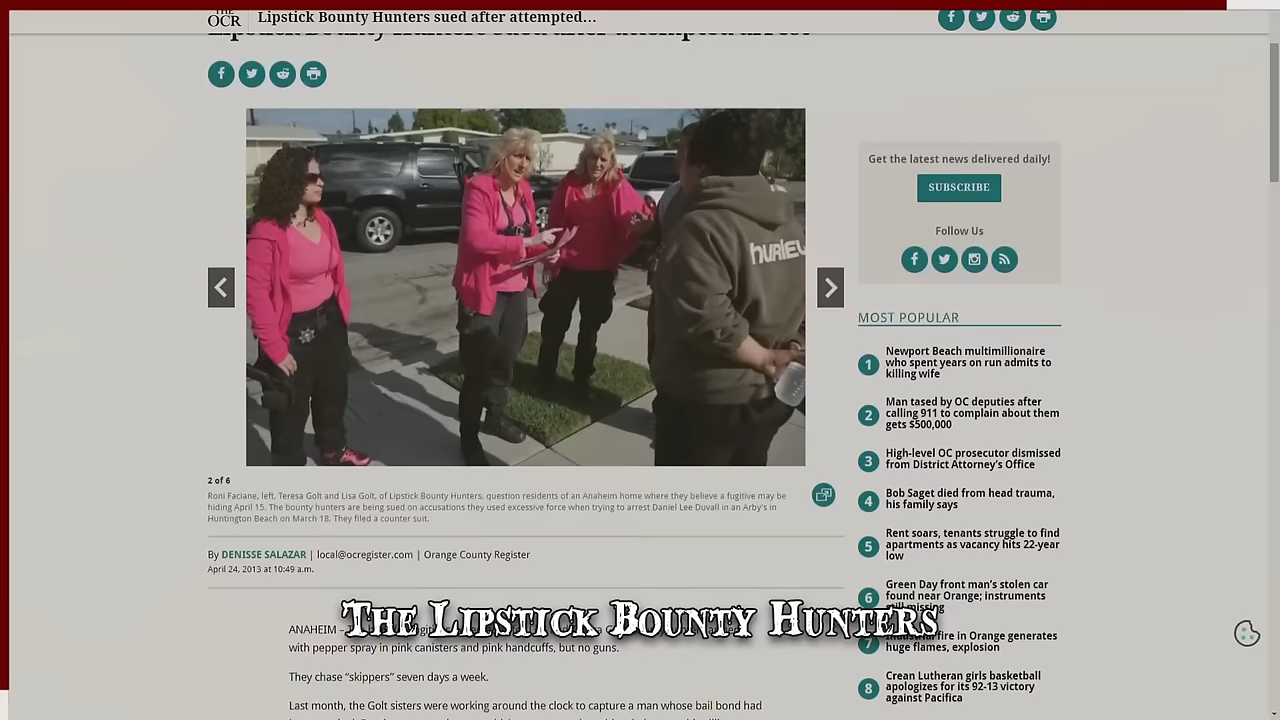 THE
OCR
Lipstick Bounty Hunters sued after attempted...
Lipstick Bounty Hunters sued after attempted arrest
HURLEY
Get the latest news delivered daily!
SUBSCRIBE
Follow Us
MOST POPULAR
1
Newport Beach multimillionaire
who spent years on run admits to
killing wife
2
Man tased by OC deputies after
calling 911 to complain about them
gets $500,000
3
High-level OC prosecutor dismissed
from District Attorney's Office
4
Bob Saget died from head trauma,
his family says
5
Rent soars, tenants struggle to find
apartments as vacancy hits 22-year
low
6
Green Day front man's stolen car
found near Orange; instruments
still missing
7
Industrial fire in Orange generates
huge flames, explosion
8
Crean Lutheran girls basketball
apologizes for its 92-13 victory
against Pacifica
2 of 6
Roni Faciane, left, Teresa Golt and Lisa Golt, of Lipstick Bounty Hunters, question residents of an Anaheim home where they believe a fugitive may be
hiding April 15. The bounty hunters are being sued on accusations they used excessive force when trying to arrest Daniel Lee Duvall in an Arby's in
Huntington Beach on March 18. They filed a counter suit.
By DENISSE SALAZAR | local@ocregister.com | Orange County Register
April 24, 2013 at 10:49 a.m.
THE LIPSTICK BOUNTY HUNTERS
ANAHEIM –
with pepper spray in pink canisters and pink handcuffs, but no guns.
They chase “skippers” seven days a week.
Last month, the Golt sisters were working around the clock to capture a man whose bail bond had